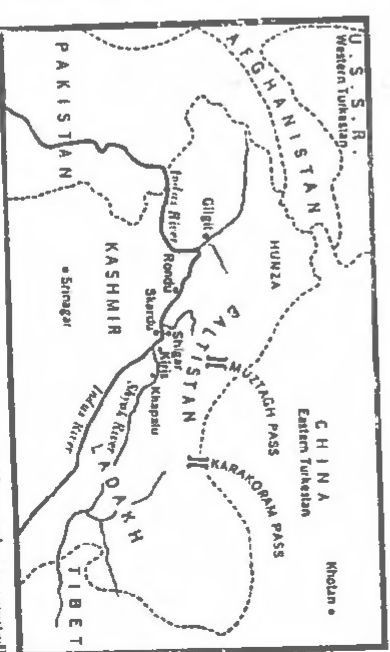 U.S.S.R.
Western Turkestan
AFGHANISTAN
PAKISTAN
CHINA
Eastern Turkestan
Khotan
HUNZA
Gilgit
Indus River
BALTISTAN
MUZTAGH PASS
KARAKORAM PASS
Rondu
Skardu
Shigar
Kiris
Khapalu
KASHMIR
Srinagar
Shyok River
Indus River
LADAKH
TIBET